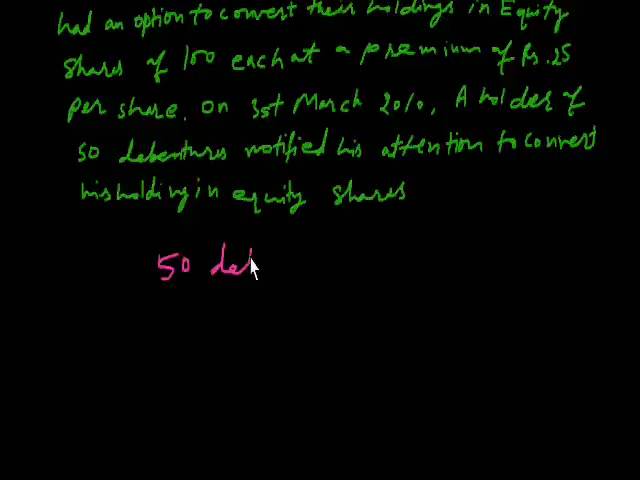 had an option to convert their holdings in Equity
Shares of 100 each at a premium of Rs. 25
per share. on 31st March 2010, A holder of
50 debentures notified his attention to convert
his holding in equity shares
50 deb